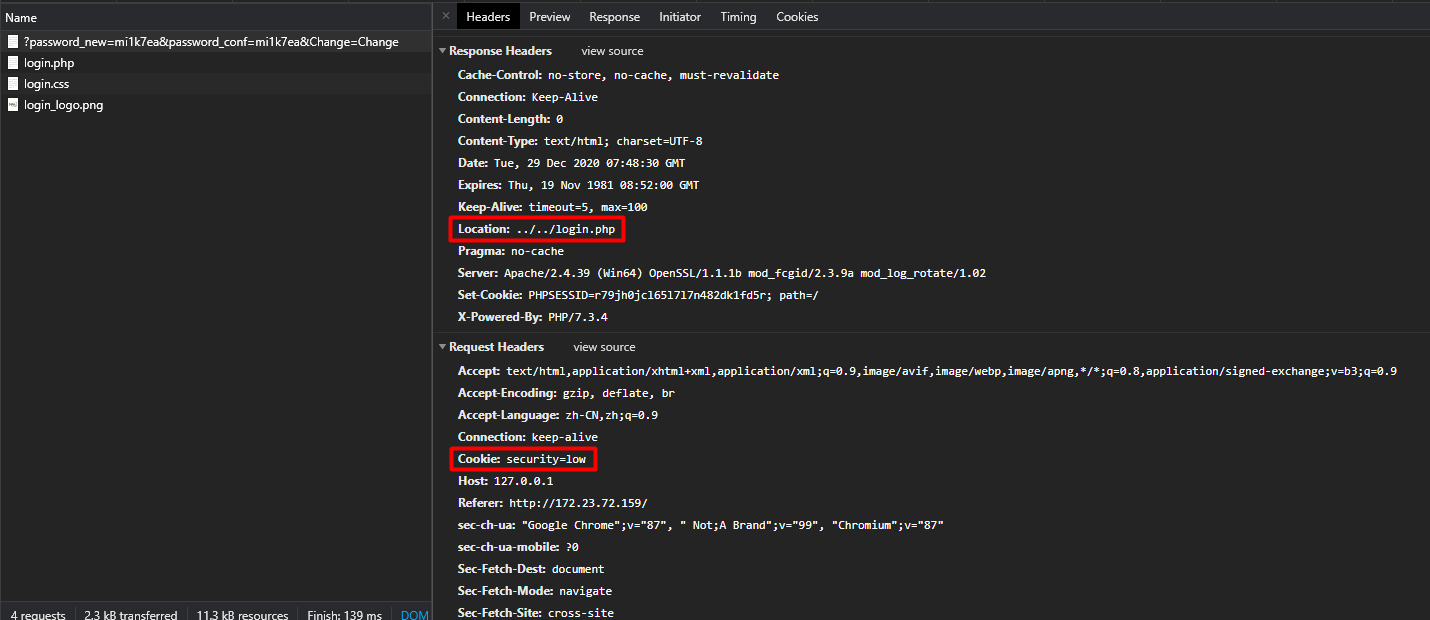 Name
?password_new=mi1k7ea&password_conf=mi1k7ea&Change=Change
login.php
login.css
login_logo.png
4 requests 2.3 kB transferred 11.3 kB resources Finish: 139 ms DOM
× Headers Preview Response Initiator Timing Cookies
Response Headers view source
Cache-Control: no-store, no-cache, must-revalidate
Connection: Keep-Alive
Content-Length: 0
Content-Type: text/html; charset=UTF-8
Date: Tue, 29 Dec 2020 07:48:30 GMT
Expires: Thu, 19 Nov 1981 08:52:00 GMT
Keep-Alive: timeout=5, max=100
Location: ../../login.php
Pragma: no-cache
Server: Apache/2.4.39 (Win64) OpenSSL/1.1.1b mod_fcgid/2.3.9a mod_log_rotate/1.02
Set-Cookie: PHPSESSID=r79jh0jcl65l7l7n482dk1fd5r; path=/
X-Powered-By: PHP/7.3.4
Request Headers view source
Accept: text/html,application/xhtml+xml,application/xml;q=0.9,image/avif,image/webp,image/apng,*/*;q=0.8,application/signed-exchange;v=b3;q=0.9
Accept-Encoding: gzip, deflate, br
Accept-Language: zh-CN,zh;q=0.9
Connection: keep-alive
Cookie: security=low
Host: 127.0.0.1
Referer: http://172.23.72.159/
sec-ch-ua: "Google Chrome";v="87", " Not;A Brand";v="99", "Chromium";v="87"
sec-ch-ua-mobile: ?0
Sec-Fetch-Dest: document
Sec-Fetch-Mode: navigate
Sec-Fetch-Site: cross-site